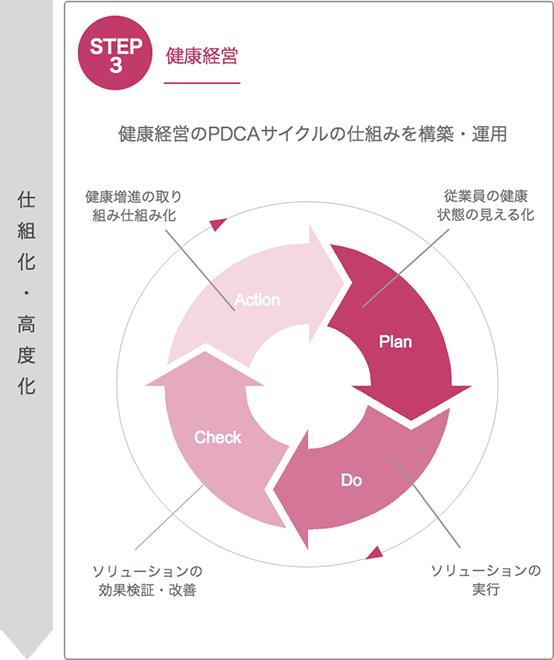 STEP
3
健康経営
健康経営のPDCAサイクルの仕組みを構築・運用
仕組化・高度化
健康増進の取り
組み仕組み化
従業員の健康
状態の見える化
Action
Plan
Check
Do
ソリューションの
効果検証・改善
ソリューションの
実行